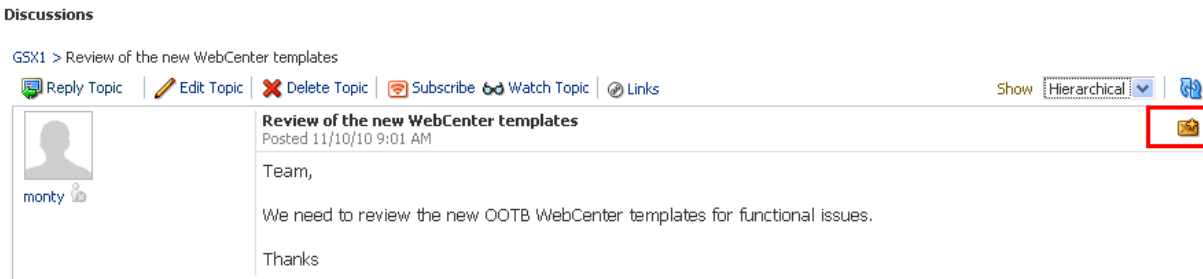 Discussions
GSX1 > Review of the new WebCenter templates
Reply Topic Edit Topic Delete Topic Subscribe Watch Topic Links Show Hierarchical
Review of the new WebCenter templates
Posted 11/10/10 9:01 AM
Team,
monty
We need to review the new OOTB WebCenter templates for functional issues.
Thanks